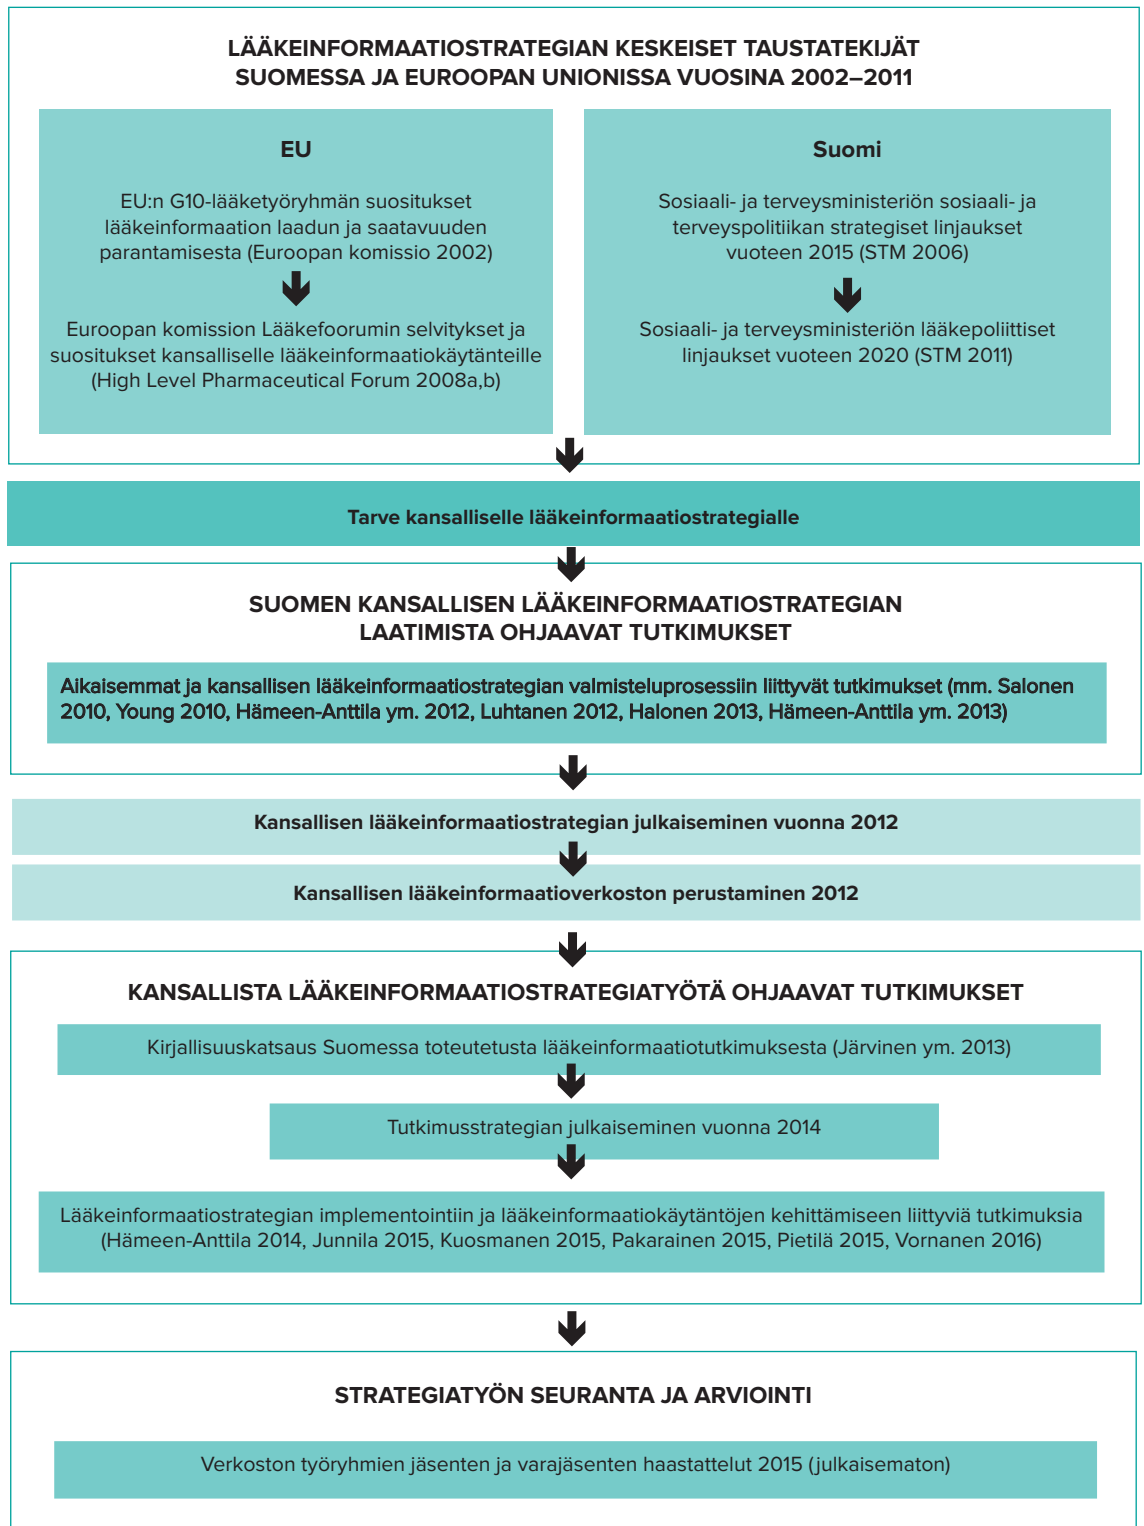 LÄÄKEINFORMAATIOSTRATEGIAN KESKEISET TAUSTATEKIJÄT
SUOMESSA JA EUROOPAN UNIONISSA VUOSINA 2002–2011
EU
EU:n G10-lääketyöryhmän suositukset
lääkeinformaation laadun ja saatavuuden
parantamisesta (Euroopan komissio 2002)
Euroopan komission Lääkefoorumin selvitykset ja
suositukset kansalliselle lääkeinformaatiokäytänteille
(High Level Pharmaceutical Forum 2008a,b)
Suomi
Sosiaali- ja terveysministeriön sosiaali- ja
terveyspolitiikan strategiset linjaukset
vuoteen 2015 (STM 2006)
Sosiaali- ja terveysministeriön lääkepoliittiset
linjaukset vuoteen 2020 (STM 2011)
Tarve kansalliselle lääkeinformaatiostrategialle
SUOMEN KANSALLISEN LÄÄKEINFORMAATIOSTRATEGIAN
LAATIMISTA OHJAAVAT TUTKIMUKSET
Aikaisemmat ja kansallisen lääkeinformaatiostrategian valmisteluprosessiin liittyvät tutkimukset (mm. Salonen
2010, Young 2010, Hämeen-Anttila ym. 2012, Luhtanen 2012, Halonen 2013, Hämeen-Anttila ym. 2013)
Kansallisen lääkeinformaatiostrategian julkaiseminen vuonna 2012
Kansallisen lääkeinformaatioverkoston perustaminen 2012
KANSALLISTA LÄÄKEINFORMAATIOSTRATEGIATYÖTÄ OHJAAVAT TUTKIMUKSET
Kirjallisuuskatsaus Suomessa toteutetusta lääkeinformaatiotutkimuksesta (Järvinen ym. 2013)
Tutkimusstrategian julkaiseminen vuonna 2014
Lääkeinformaatiostrategian implementointiin ja lääkeinformaatiokäytäntöjen kehittämiseen liittyviä tutkimuksia
(Hämeen-Anttila 2014, Junnila 2015, Kuosmanen 2015, Pakarainen 2015, Pietilä 2015, Vornanen 2016)
STRATEGIATYÖN SEURANTA JA ARVIOINTI
Verkoston työryhmien jäsenten ja varajäsenten haastattelut 2015 (julkaisematon)